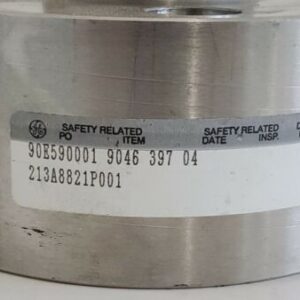 SAFETY RELATED SAFETY RELATED
PO ITEM DATE INSP.
90E590001 9046 397 04
213A8821P001